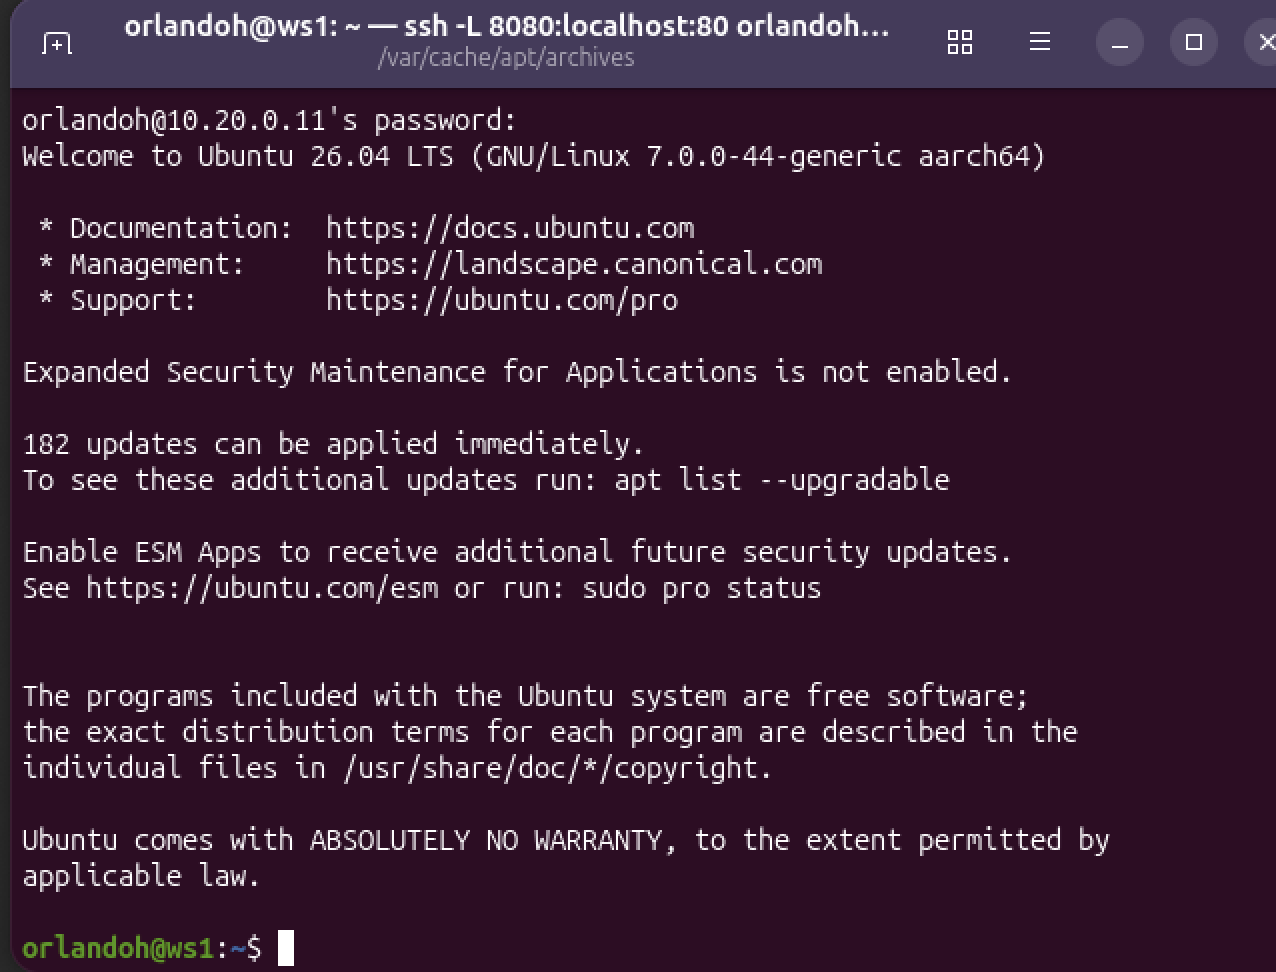 orlandoh@ws1: ~ — ssh -L 8080:localhost:80 orlandoh…
/var/cache/apt/archives
orlandoh@10.20.0.11's password:
Welcome to Ubuntu 26.04 LTS (GNU/Linux 7.0.0-44-generic aarch64)
* Documentation:  https://docs.ubuntu.com
* Management:     https://landscape.canonical.com
* Support:        https://ubuntu.com/pro
Expanded Security Maintenance for Applications is not enabled.
182 updates can be applied immediately.
To see these additional updates run: apt list --upgradable
Enable ESM Apps to receive additional future security updates.
See https://ubuntu.com/esm or run: sudo pro status
The programs included with the Ubuntu system are free software;
the exact distribution terms for each program are described in the
individual files in /usr/share/doc/*/copyright.
Ubuntu comes with ABSOLUTELY NO WARRANTY, to the extent permitted by
applicable law.
orlandoh@ws1:~$